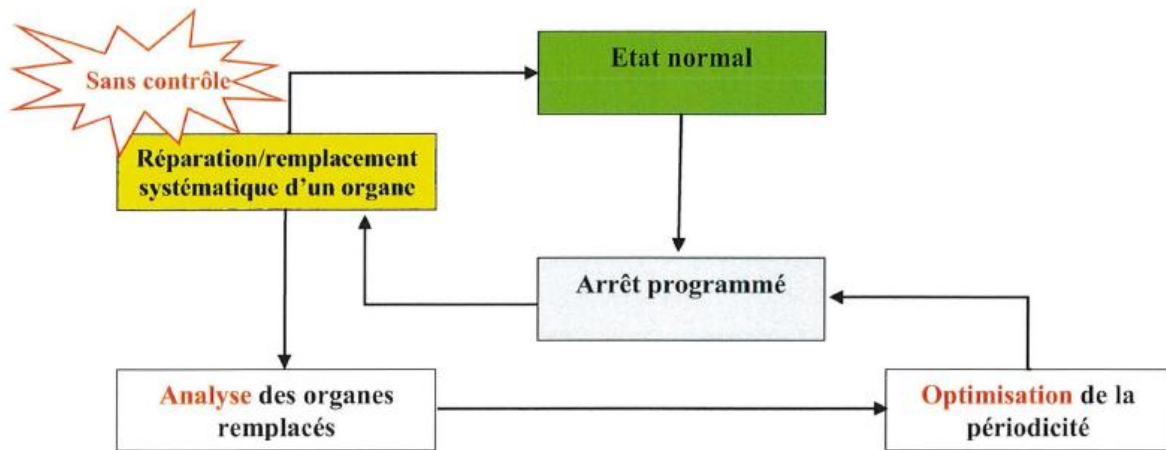 Sans contrôle
Etat normal
Réparation/remplacement
systématique d'un organe
Arrêt programmé
Analyse des organes
remplacés
Optimisation de la
périodicité